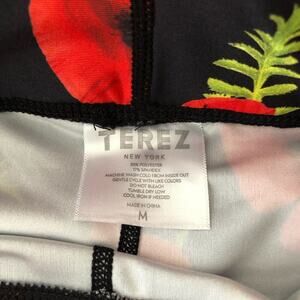 TEREZ
NEW YORK
83% POLYESTER
17% SPANDEX
MACHINE WASH COLD FROM INSIDE OUT
GENTLE CYCLE WITH LIKE COLORS
DO NOT BLEACH
TUMBLE DRY LOW
COOL IRON IF NEEDED
MADE IN CHINA
M